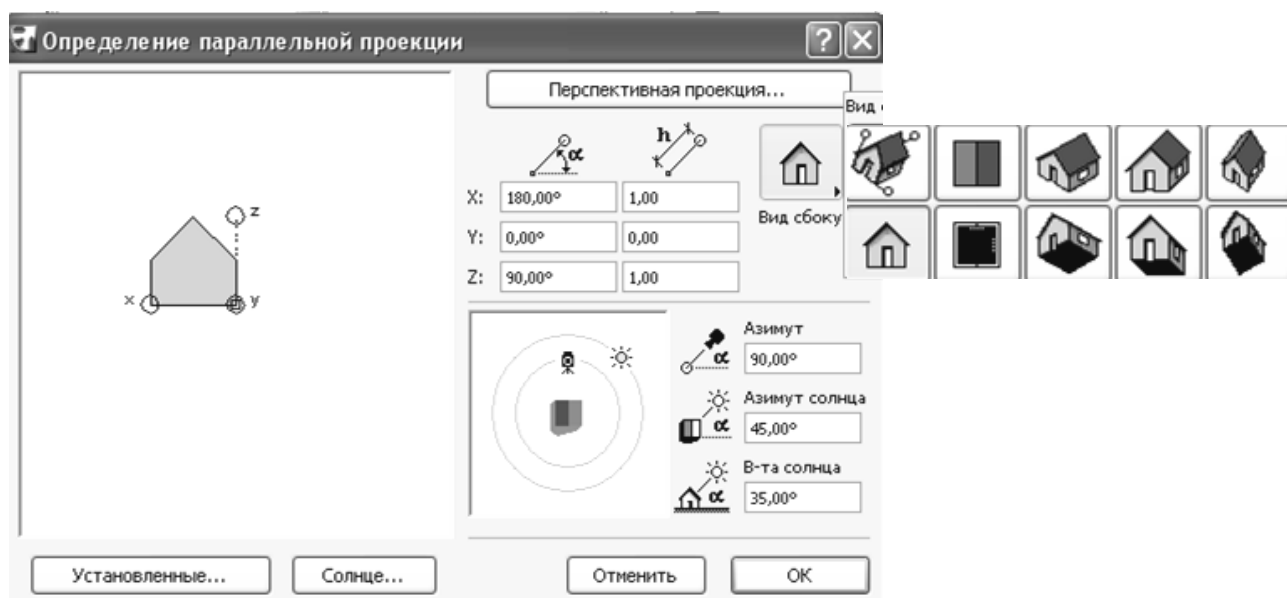 Определение параллельной проекции
Перспективная проекция...
Вид
α
h
X: 180,00° 1,00
Y: 0,00° 0,00
Z: 90,00° 1,00
Вид сбоку
z
x
y
Азимут
α
90,00°
Азимут солнца
α
45,00°
В-та солнца
α
35,00°
Установленные...
Солнце...
Отменить
OK